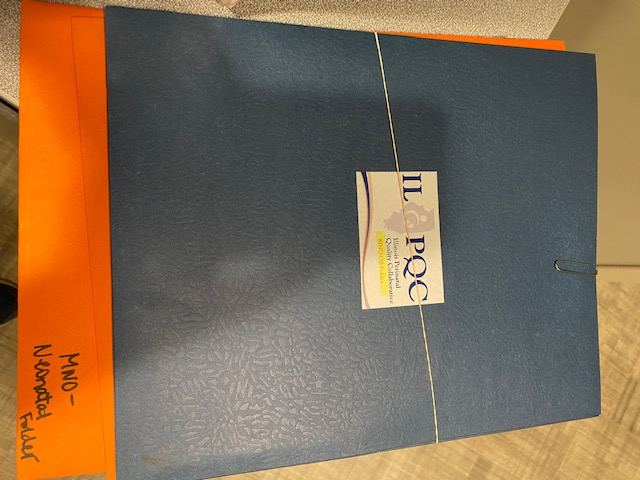 IL PQC
Illinois Perinatal
Quality Collaborative
MNO-
Neonatal
Folder